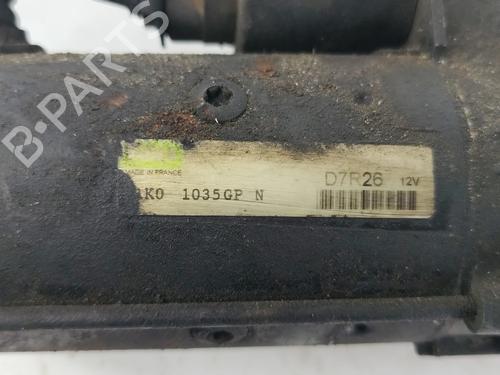 B-PARTS
MADE IN FRANCE
1035GP N
D7R26 12V